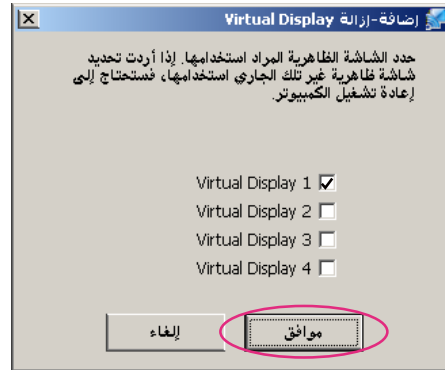 إضافة-إزالة Virtual Display
حدد الشاشة الظاهرية المراد استخدامها. إذا أردت تحديد
شاشة ظاهرية غير تلك الجاري استخدامها، فستحتاج إلى
إعادة تشغيل الكمبيوتر.
Virtual Display 1
Virtual Display 2
Virtual Display 3
Virtual Display 4
موافق
إلغاء